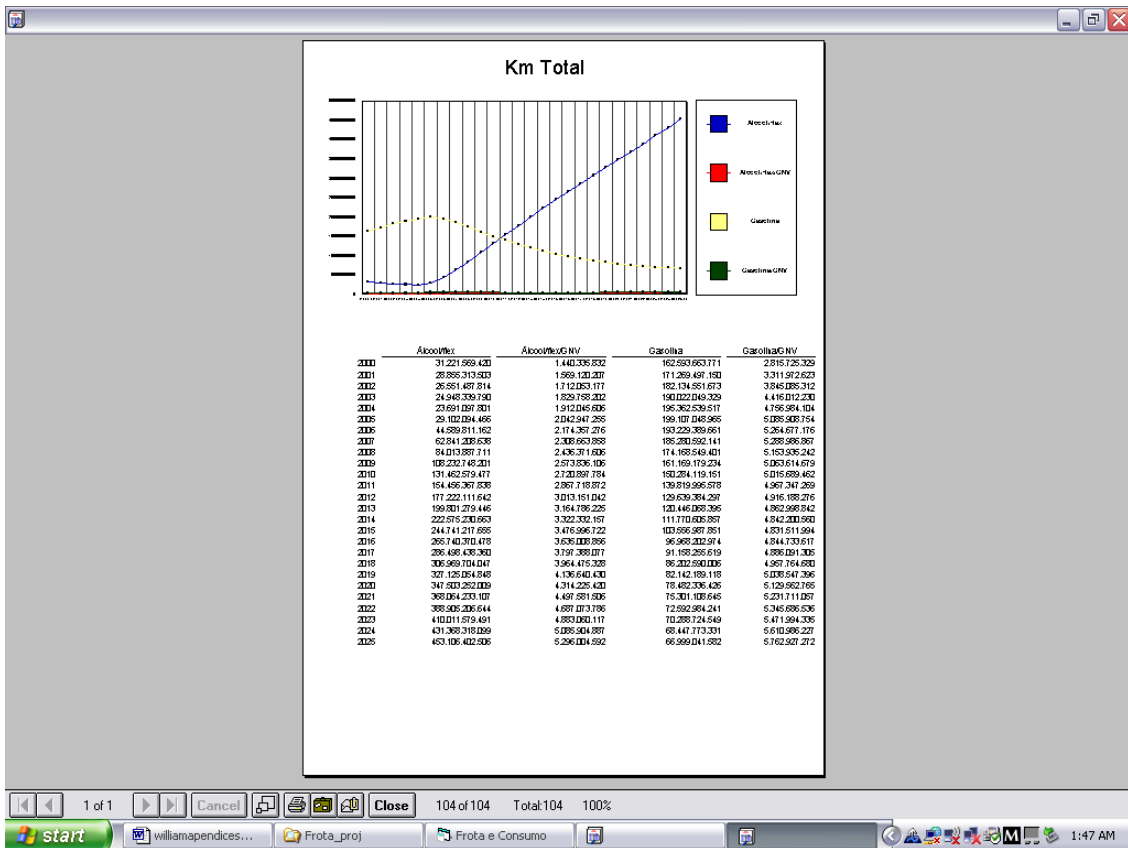 Km Total
Álcool/flex
Álcool/flex/GNV
Gasolina
Gasolina/GNV
Álcool/flex Álcool/flex/GNV Gasolina Gasolina/GNV
2000 31.221.569.420 1.440.335.832 162.593.663.771 2.815.725.329
2001 28.855.313.503 1.569.120.207 171.269.497.150 3.311.972.623
2002 26.551.487.814 1.712.053.177 182.134.551.673 3.845.085.312
2003 24.948.339.790 1.829.758.202 190.022.049.329 4.416.012.230
2004 23.691.097.801 1.912.045.606 195.362.539.517 4.756.984.104
2005 29.102.094.466 2.042.947.255 199.107.048.965 5.085.908.754
2006 44.589.811.162 2.174.357.276 193.229.389.661 5.264.677.176
2007 62.841.208.638 2.308.663.858 185.280.592.141 5.288.986.867
2008 84.013.887.711 2.436.371.606 174.168.549.401 5.153.935.242
2009 108.232.748.201 2.573.836.106 161.169.179.234 5.063.614.679
2010 131.462.579.477 2.720.897.784 150.284.119.151 5.015.689.462
2011 154.456.367.838 2.867.718.872 139.819.995.578 4.967.347.269
2012 177.222.111.642 3.013.151.042 129.639.384.297 4.916.188.276
2013 199.801.279.446 3.164.786.225 120.446.068.395 4.862.998.842
2014 222.575.230.663 3.322.332.157 111.770.605.857 4.842.200.560
2015 244.741.217.655 3.476.996.722 103.556.987.851 4.831.511.994
2016 265.740.370.478 3.635.008.856 96.968.202.974 4.844.733.617
2017 286.498.438.360 3.797.388.077 91.158.255.619 4.886.091.305
2018 306.969.704.047 3.964.475.328 86.202.590.006 4.957.764.680
2019 327.125.054.848 4.136.640.430 82.142.189.118 5.038.547.396
2020 347.503.252.009 4.314.225.420 78.482.336.426 5.129.562.765
2021 368.064.233.107 4.497.581.506 75.301.108.645 5.231.711.057
2022 388.905.206.644 4.687.073.786 72.592.984.241 5.345.686.536
2023 410.011.579.491 4.883.060.117 70.288.724.549 5.471.994.335
2024 431.368.318.099 5.085.904.887 68.447.773.331 5.610.986.227
2025 453.106.402.506 5.296.004.592 66.999.041.582 5.762.927.272
1 of 1 Cancel Close 104 of 104 Total:104 100%
start williamapendices... Frota_proj Frota e Consumo M 1:47 AM